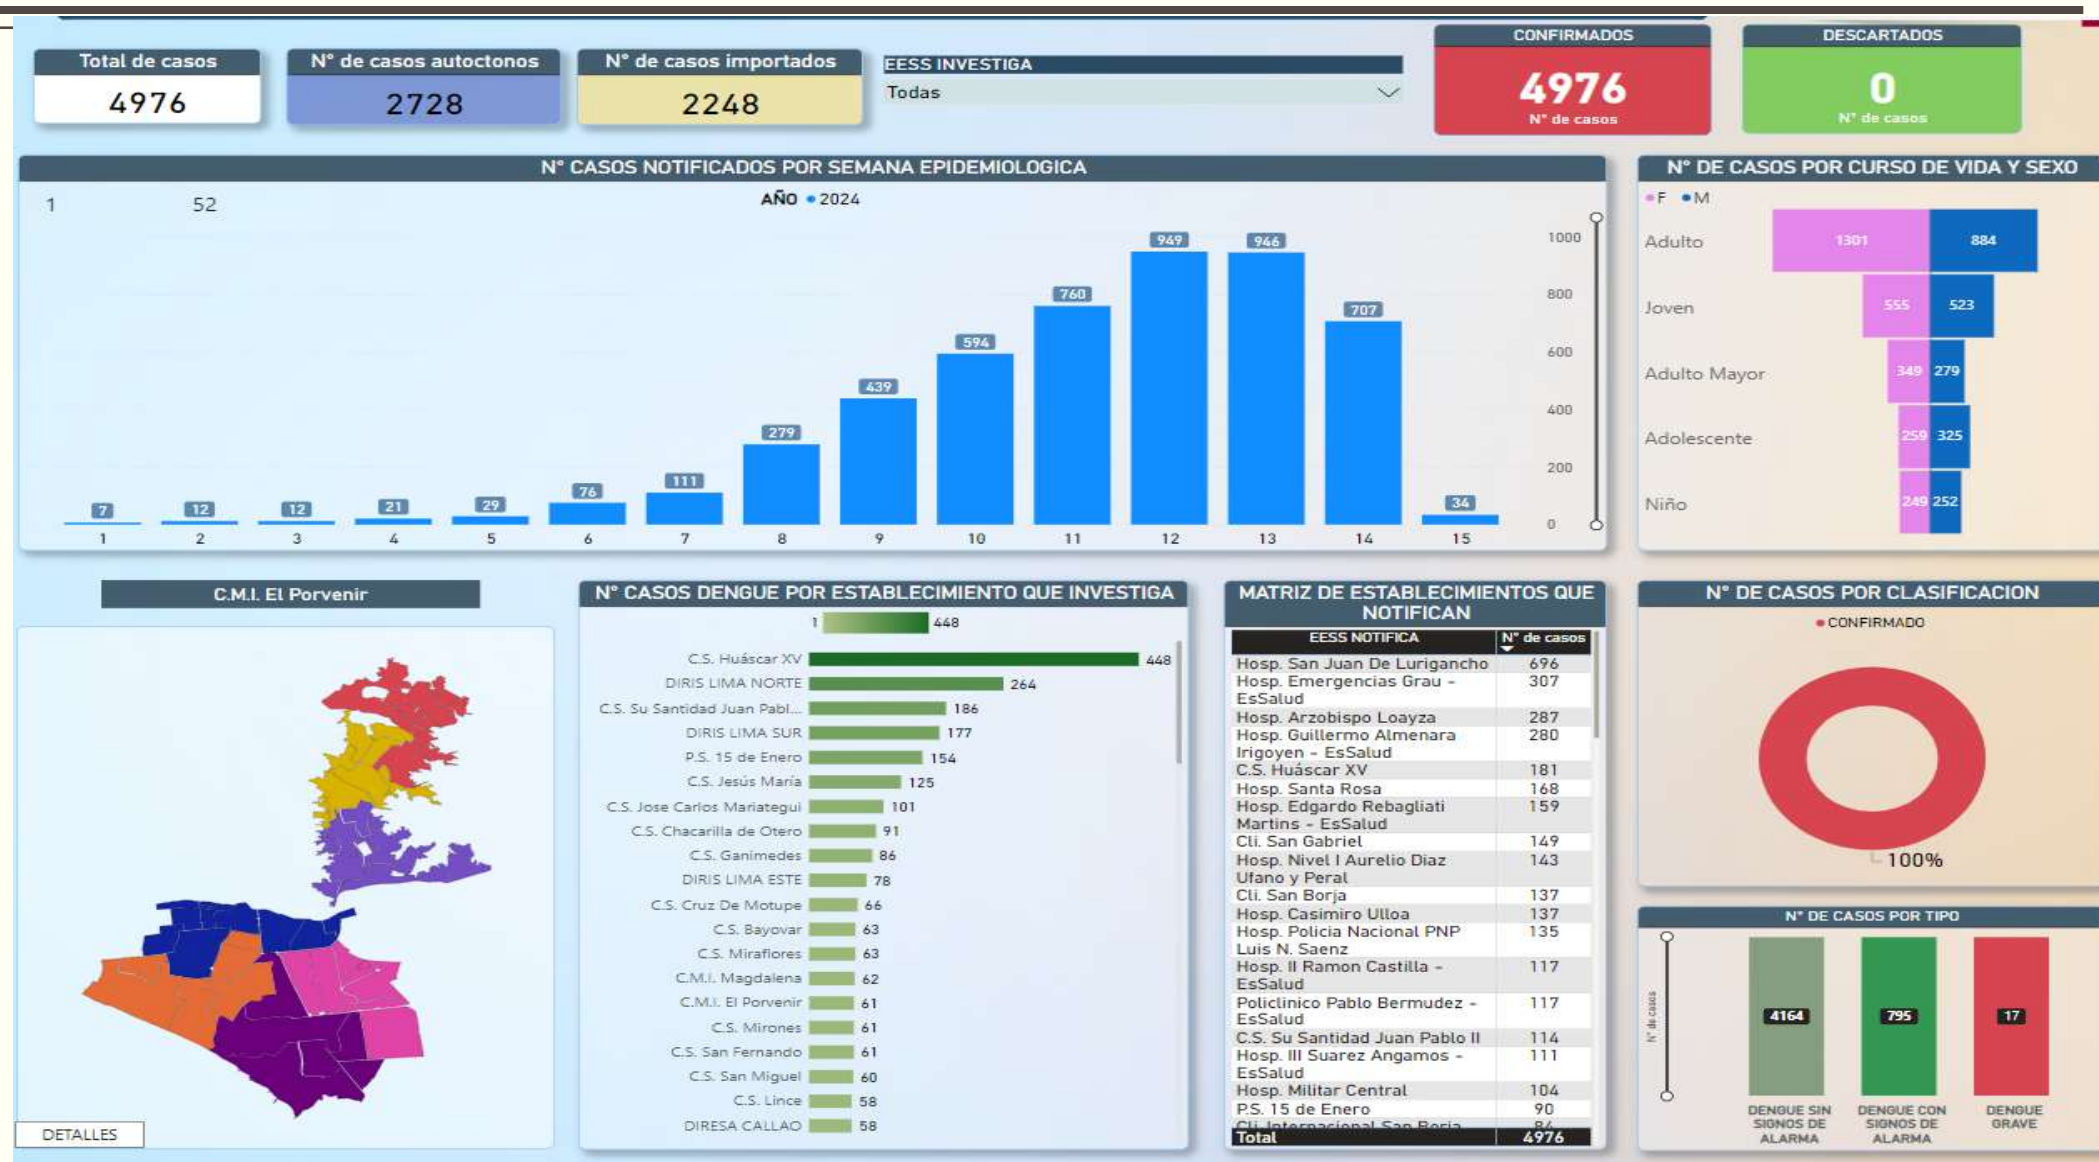 Total de casos
4976
N° de casos autoctonos
2728
N° de casos importados
2248
EESS INVESTIGA
Todas
CONFIRMADOS
4976
N° de casos
DESCARTADOS
0
N° de casos
N° CASOS NOTIFICADOS POR SEMANA EPIDEMIOLOGICA
1 52
AÑO 2024
7 12 12 21 29 76 111 279 439 594 760 949 946 707 34
1000
800
600
400
200
0
1 2 3 4 5 6 7 8 9 10 11 12 13 14 15
N° DE CASOS POR CURSO DE VIDA Y SEXO
F M
Adulto 1301 884
Joven 555 523
Adulto Mayor 349 279
Adolescente 259 325
Niño 249 252
C.M.I. El Porvenir
DETALLES
N° CASOS DENGUE POR ESTABLECIMIENTO QUE INVESTIGA
1 448
C.S. Huáscar XV 448
DIRIS LIMA NORTE 264
C.S. Su Santidad Juan Pabl... 186
DIRIS LIMA SUR 177
P.S. 15 de Enero 154
C.S. Jesús María 125
C.S. Jose Carlos Mariategui 101
C.S. Chacarilla de Otero 91
C.S. Ganimedes 86
DIRIS LIMA ESTE 78
C.S. Cruz De Motupe 66
C.S. Bayovar 63
C.S. Miraflores 63
C.M.I. Magdalena 62
C.M.I. El Porvenir 61
C.S. Mirones 61
C.S. San Fernando 61
C.S. San Miguel 60
C.S. Lince 58
DIRESA CALLAO 58
MATRIZ DE ESTABLECIMIENTOS QUE
NOTIFICAN
EESS NOTIFICA N° de casos
Hosp. San Juan De Lurigancho 696
Hosp. Emergencias Grau - 307
EsSalud
Hosp. Arzobispo Loayza 287
Hosp. Guillermo Almenara 280
Irigoyen - EsSalud
C.S. Huáscar XV 181
Hosp. Santa Rosa 168
Hosp. Edgardo Rebagliati 159
Martins - EsSalud
Cli. San Gabriel 149
Hosp. Nivel I Aurelio Diaz 143
Ufano y Peral
Cli. San Borja 137
Hosp. Casimiro Ulloa 137
Hosp. Policia Nacional PNP 135
Luis N. Saenz
Hosp. II Ramon Castilla - 117
EsSalud
Policlinico Pablo Bermudez - 117
EsSalud
C.S. Su Santidad Juan Pablo II 114
Hosp. III Suarez Angamos - 111
EsSalud
Hosp. Militar Central 104
P.S. 15 de Enero 90
Cli. Internacional San Borja 84
Total 4976
N° DE CASOS POR CLASIFICACION
CONFIRMADO
100%
N° DE CASOS POR TIPO
N° de casos
4164 795 17
DENGUE SIN
SIGNOS DE
ALARMA
DENGUE CON
SIGNOS DE
ALARMA
DENGUE
GRAVE